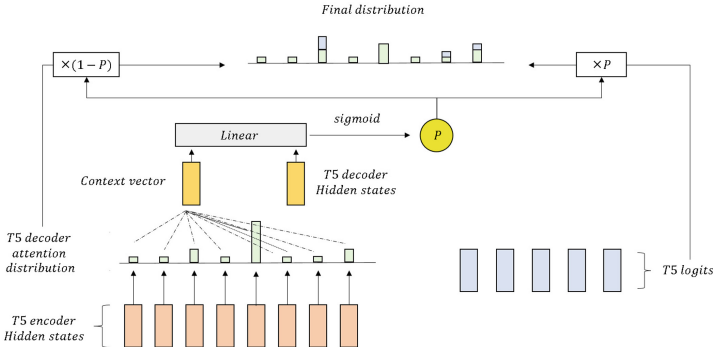 Final distribution
×(1 − P)
×P
sigmoid
Linear
P
Context vector
T5 decoder
Hidden states
T5 decoder
attention
distribution
T5 logits
T5 encoder
Hidden states